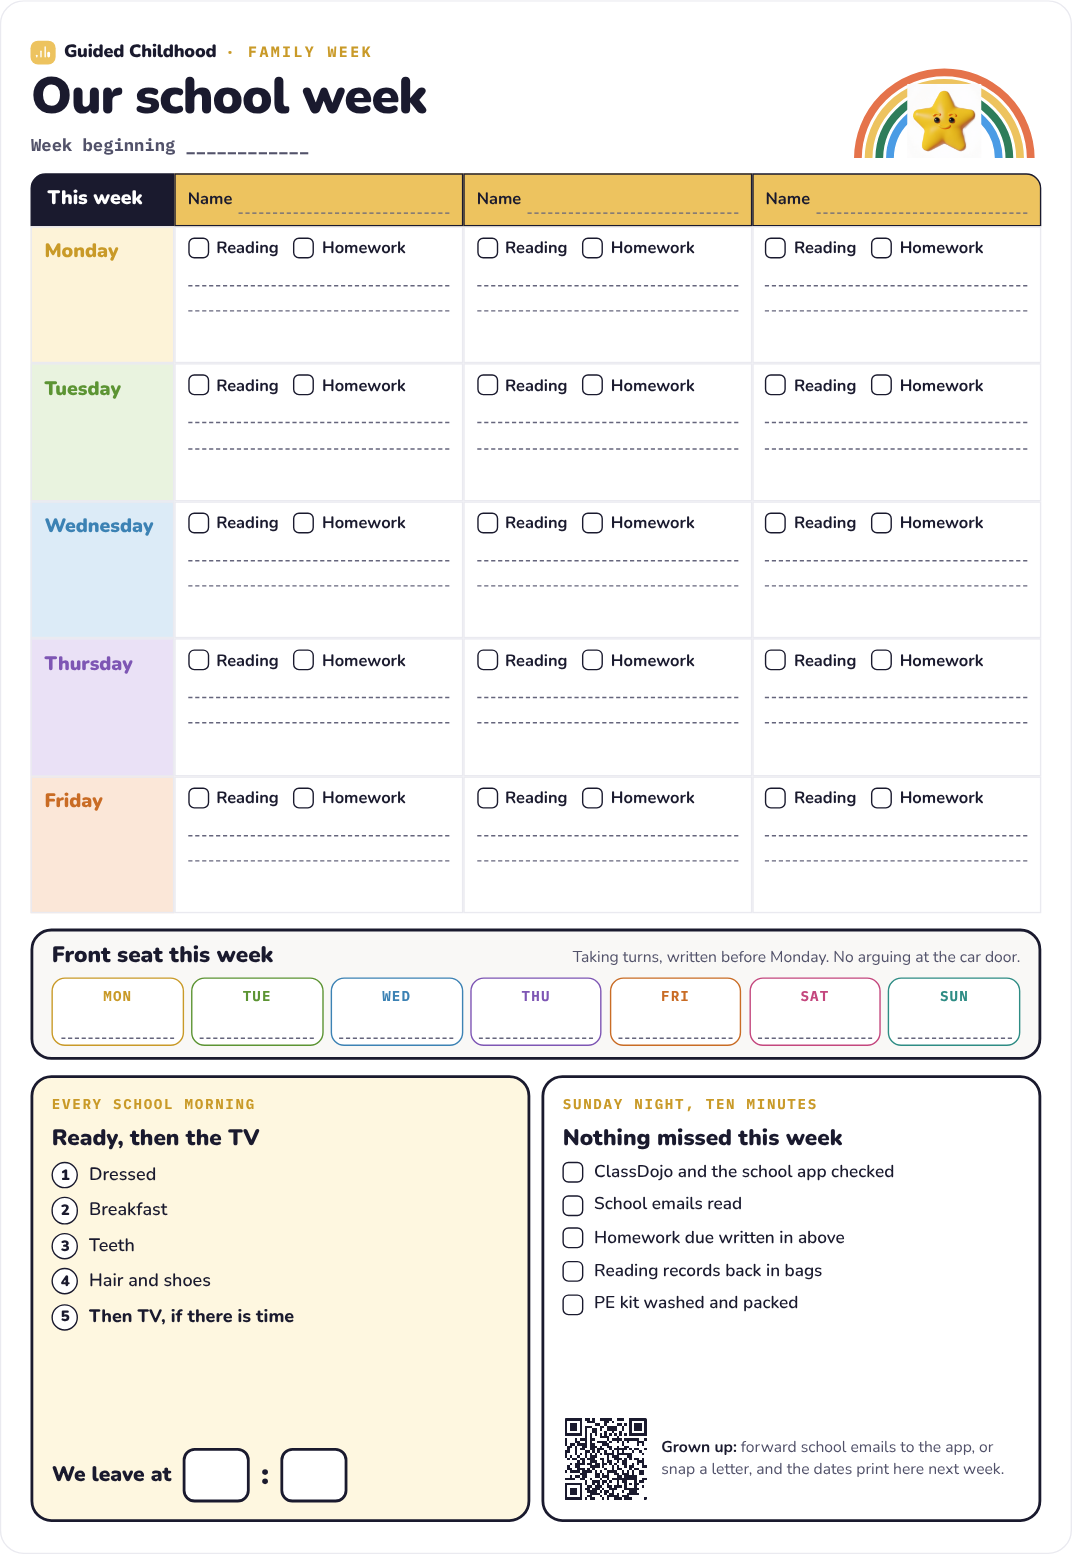 Guided Childhood · FAMILY WEEK
Our school week
Week beginning ____________
This week Name Name Name
Monday Reading Homework Reading Homework Reading Homework
Tuesday Reading Homework Reading Homework Reading Homework
Wednesday Reading Homework Reading Homework Reading Homework
Thursday Reading Homework Reading Homework Reading Homework
Friday Reading Homework Reading Homework Reading Homework
Front seat this week Taking turns, written before Monday. No arguing at the car door.
MON TUE WED THU FRI SAT SUN
EVERY SCHOOL MORNING
Ready, then the TV
1 Dressed
2 Breakfast
3 Teeth
4 Hair and shoes
5 Then TV, if there is time
We leave at :
SUNDAY NIGHT, TEN MINUTES
Nothing missed this week
ClassDojo and the school app checked
School emails read
Homework due written in above
Reading records back in bags
PE kit washed and packed
Grown up: forward school emails to the app, or
snap a letter, and the dates print here next week.